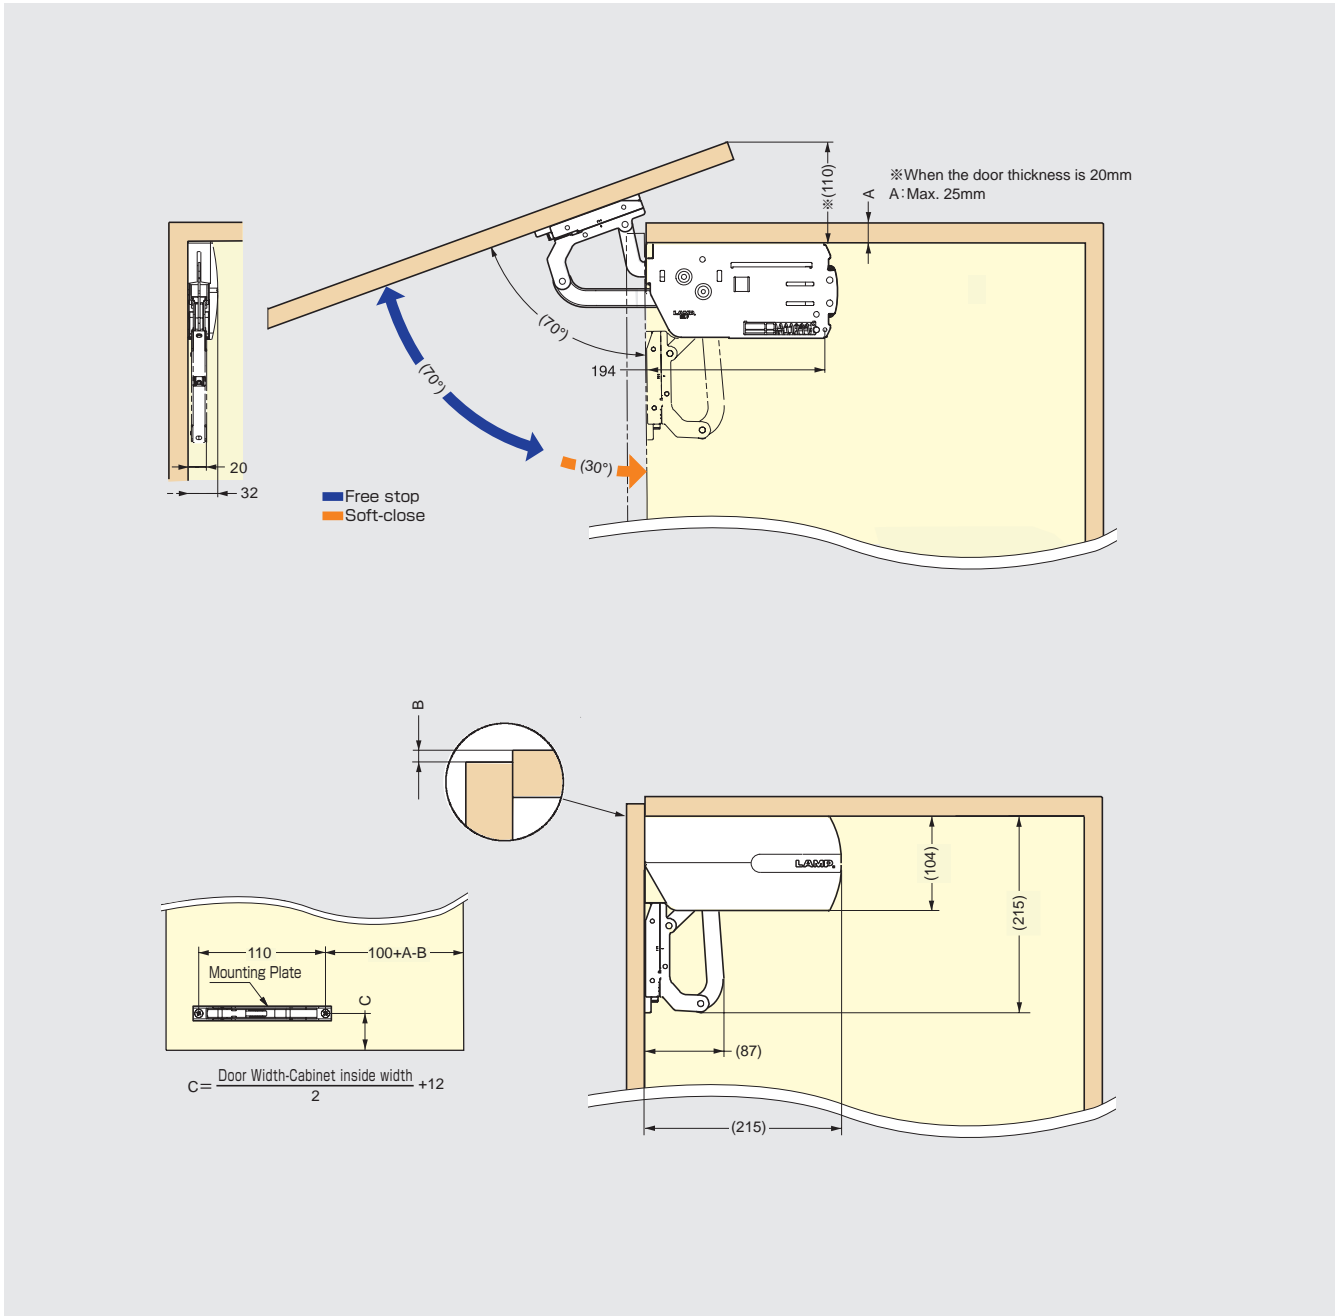 ※(110)
A
※When the door thickness is 20mm
A:Max. 25mm
LAMP
(70°)
(70°)
194
(30°)
20
32
Free stop
Soft-close
B
LAMP®
(104)
(215)
110
100+A-B
Mounting Plate
C
(87)
(215)
C= Door Width-Cabinet inside width +12
2